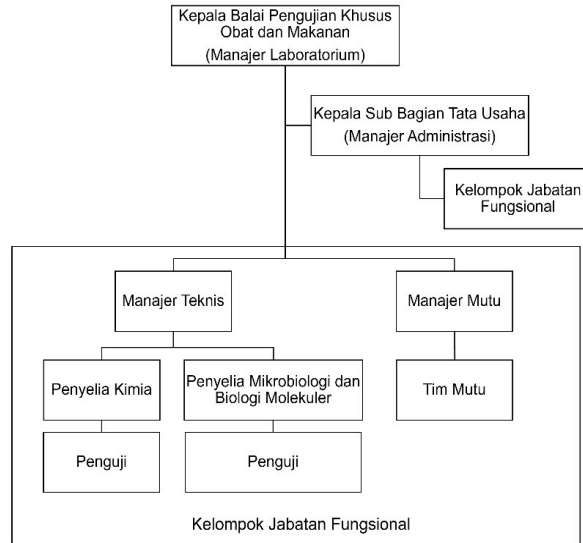 Kepala Balai Pengujian Khusus
Obat dan Makanan
(Manajer Laboratorium)
Kepala Sub Bagian Tata Usaha
(Manajer Administrasi)
Kelompok Jabatan
Fungsional
Manajer Teknis
Manajer Mutu
Penyelia Kimia
Penyelia Mikrobiologi dan
Biologi Molekuler
Tim Mutu
Penguji
Penguji
Kelompok Jabatan Fungsional